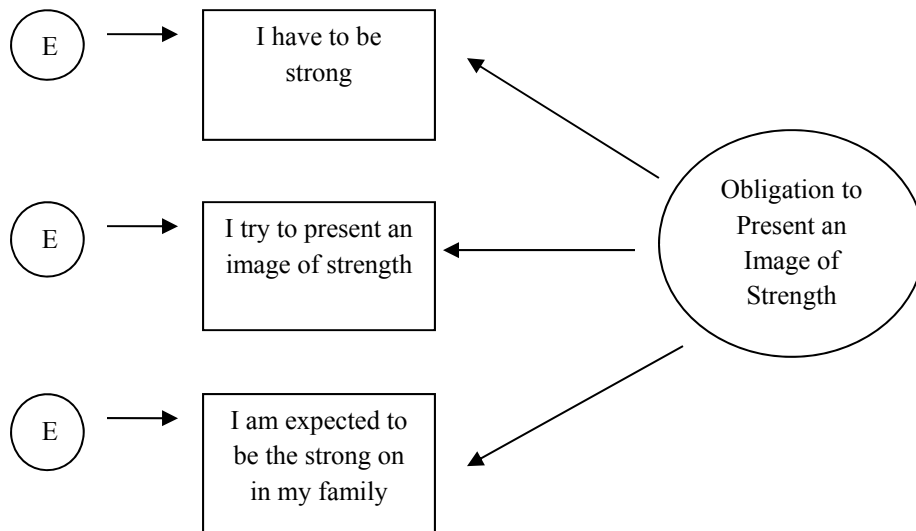 E
I have to be
strong
E
I try to present an
image of strength
E
I am expected to
be the strong on
in my family
Obligation to
Present an
Image of
Strength